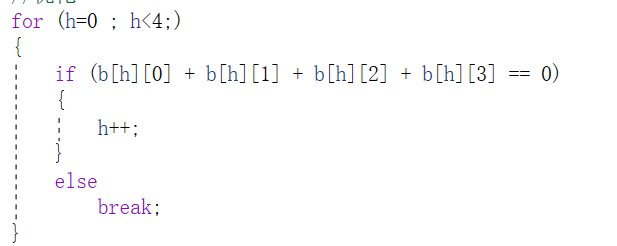 for (h=0 ; h<4;)
{
if (b[h][0] + b[h][1] + b[h][2] + b[h][3] == 0)
{
h++;
}
else
break;
}